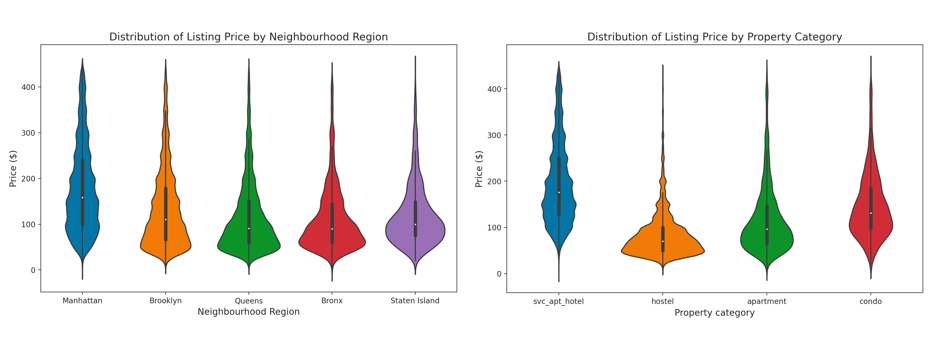 Distribution of Listing Price by Neighbourhood Region
Price ($)
400
300
200
100
0
Manhattan Brooklyn Queens Bronx Staten Island
Neighbourhood Region
Distribution of Listing Price by Property Category
Price ($)
400
300
200
100
0
svc_apt_hotel hostel apartment condo
Property category